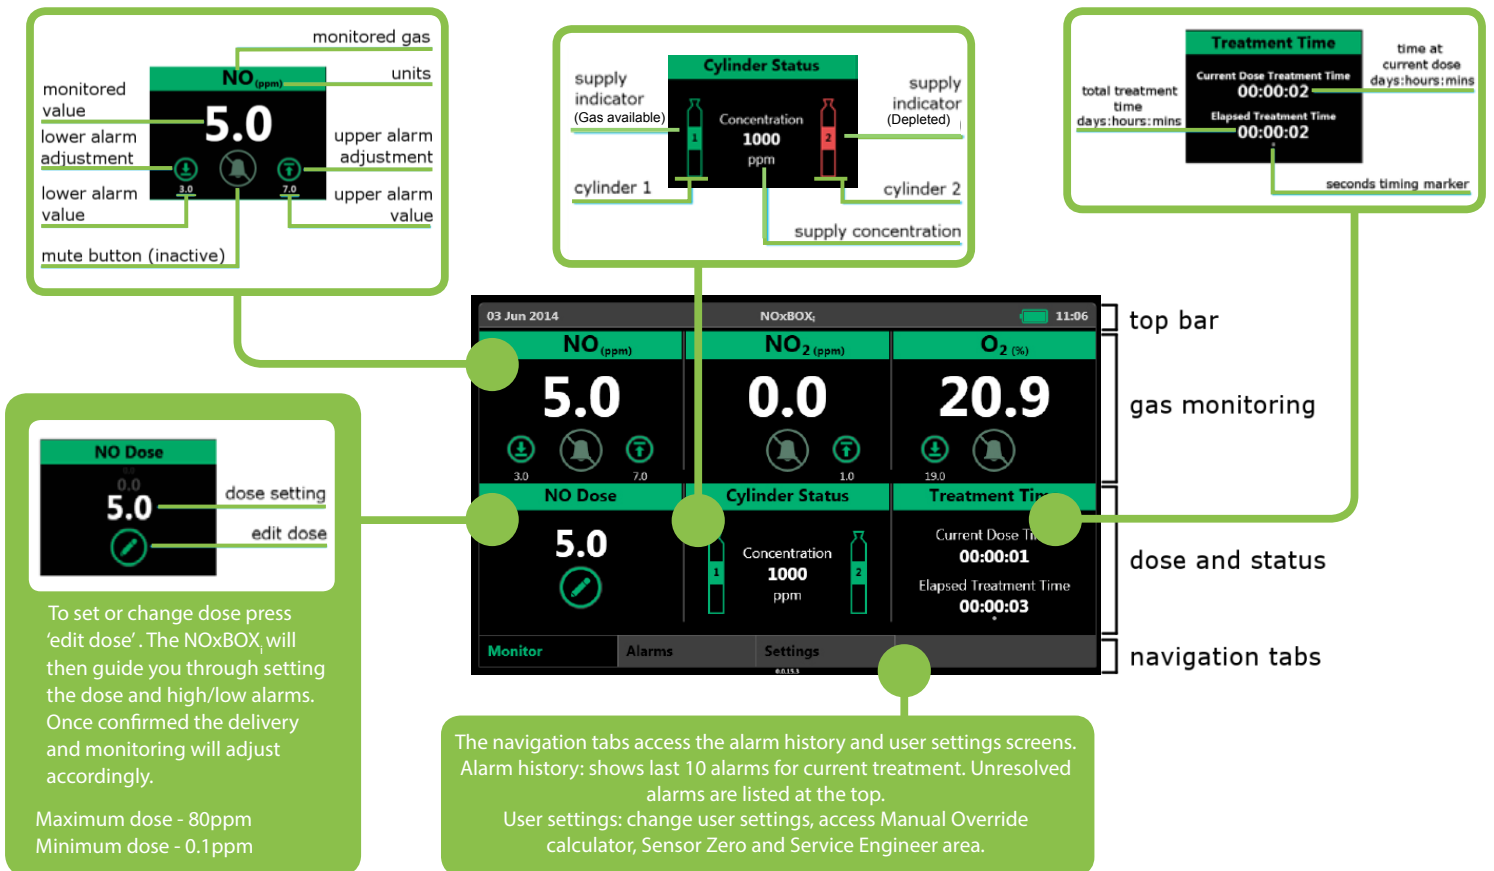 monitored gas
units
monitored
value
lower alarm
adjustment
lower alarm
value
mute button (inactive)
upper alarm
adjustment
upper alarm
value
NO (ppm)
5.0
3.0
7.0
supply
indicator
(Gas available)
cylinder 1
Cylinder Status
1
Concentration
1000
ppm
2
supply
indicator
(Depleted)
cylinder 2
supply concentration
Treatment Time
Current Dose Treatment Time
00:00:02
Elapsed Treatment Time
00:00:02
time at
current dose
days:hours:mins
total treatment
time
days:hours:mins
seconds timing marker
03 Jun 2014 NOxBOXi 11:06
NO (ppm) NO2 (ppm) O2 (%)
5.0 0.0 20.9
3.0 7.0 1.0 19.0
NO Dose Cylinder Status Treatment Tim
5.0
1
Concentration
1000
ppm
2
Current Dose Ti
00:00:01
Elapsed Treatment Time
00:00:03
Monitor Alarms Settings
0.0.15.3
top bar
gas monitoring
dose and status
navigation tabs
NO Dose
0.0
0.0
5.0
dose setting
edit dose
To set or change dose press
‘edit dose’ . The NOxBOXi will
then guide you through setting
the dose and high/low alarms.
Once confirmed the delivery
and monitoring will adjust
accordingly.
Maximum dose - 80ppm
Minimum dose - 0.1ppm
The navigation tabs access the alarm history and user settings screens.
Alarm history: shows last 10 alarms for current treatment. Unresolved
alarms are listed at the top.
User settings: change user settings, access Manual Override
calculator, Sensor Zero and Service Engineer area.